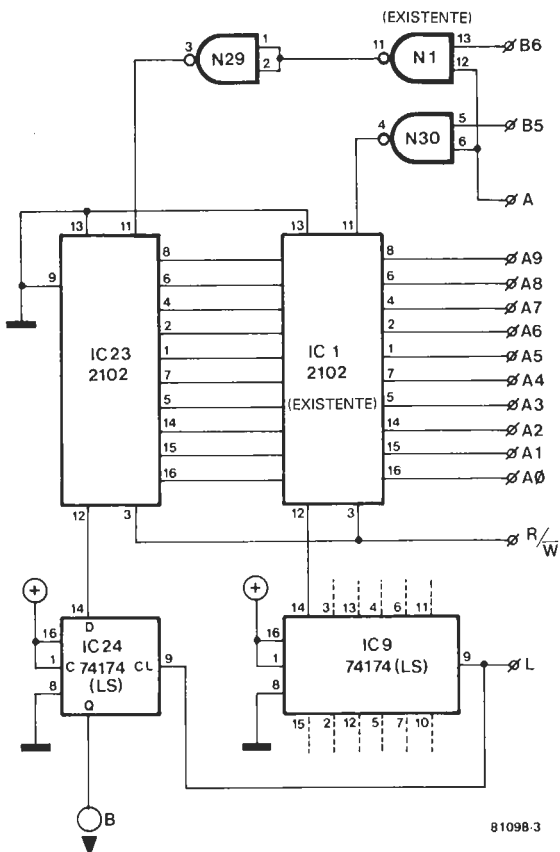 (EXISTENTE)
3 N29 1 2 11 N1 13 12 B6
4 N30 5 6 B5
A
13 11 13 11
9 8 8 A9
6 6 A8
4 4 A7
2 2 A6
IC23 2102 1 IC 1 2102 (EXISTENTE) 1 A5
7 7 A4
5 5 A3
14 14 A2
15 15 A1
16 16 AØ
12 3 12 3
R/W
+ 14 + 14 3 13 4 6 11
D
16 IC24 16 IC9
1 C 74174 CL 9 1 74174 (LS) 9 L
8 (LS) 8
Q 15 2 12 5 7 10
B
81098-3